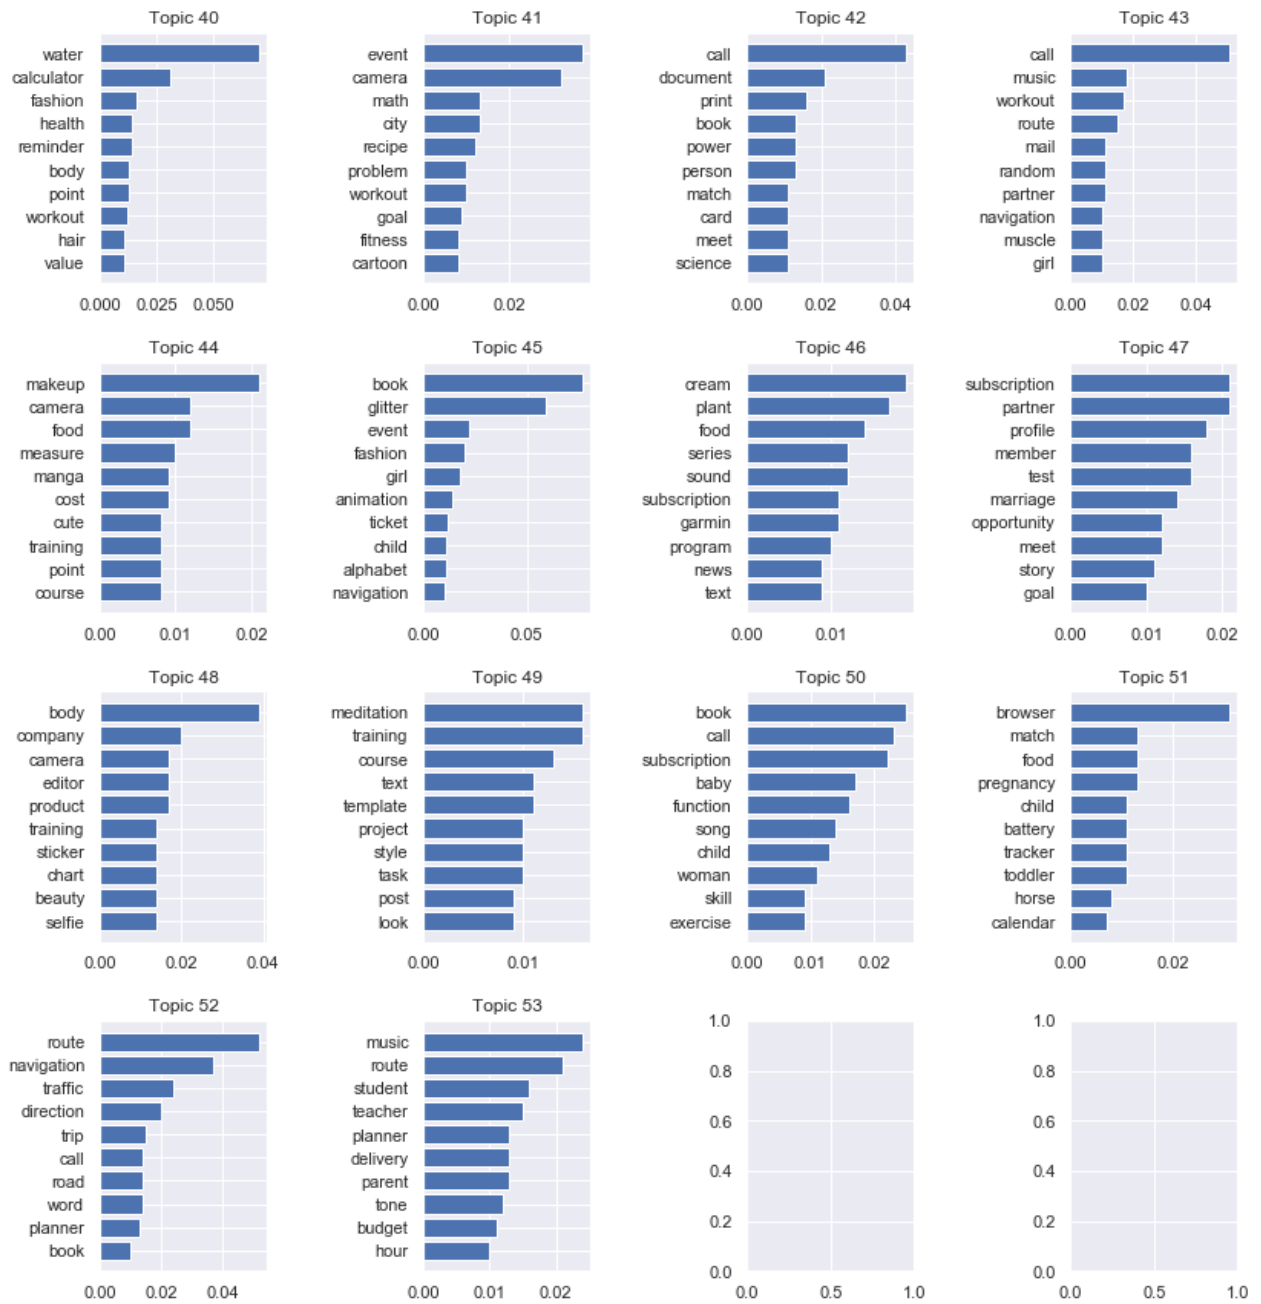 Topic 40
water
calculator
fashion
health
reminder
body
point
workout
hair
value
0.000 0.025 0.050
Topic 41
event
camera
math
city
recipe
problem
workout
goal
fitness
cartoon
0.00 0.02
Topic 42
call
document
print
book
power
person
match
card
meet
science
0.00 0.02 0.04
Topic 43
call
music
workout
route
mail
random
partner
navigation
muscle
girl
0.00 0.02 0.04
Topic 44
makeup
camera
food
measure
manga
cost
cute
training
point
course
0.00 0.01 0.02
Topic 45
book
glitter
event
fashion
girl
animation
ticket
child
alphabet
navigation
0.00 0.05
Topic 46
cream
plant
food
series
sound
subscription
garmin
program
news
text
0.00 0.01
Topic 47
subscription
partner
profile
member
test
marriage
opportunity
meet
story
goal
0.00 0.01 0.02
Topic 48
body
company
camera
editor
product
training
sticker
chart
beauty
selfie
0.00 0.02 0.04
Topic 49
meditation
training
course
text
template
project
style
task
post
look
0.00 0.01
Topic 50
book
call
subscription
baby
function
song
child
woman
skill
exercise
0.00 0.01 0.02
Topic 51
browser
match
food
pregnancy
child
battery
tracker
toddler
horse
calendar
0.00 0.02
Topic 52
route
navigation
traffic
direction
trip
call
road
word
planner
book
0.00 0.02 0.04
Topic 53
music
route
student
teacher
planner
delivery
parent
tone
budget
hour
0.00 0.01 0.02
1.0
0.8
0.6
0.4
0.2
0.0
0.0 0.5 1.0
1.0
0.8
0.6
0.4
0.2
0.0
0.0 0.5 1.0